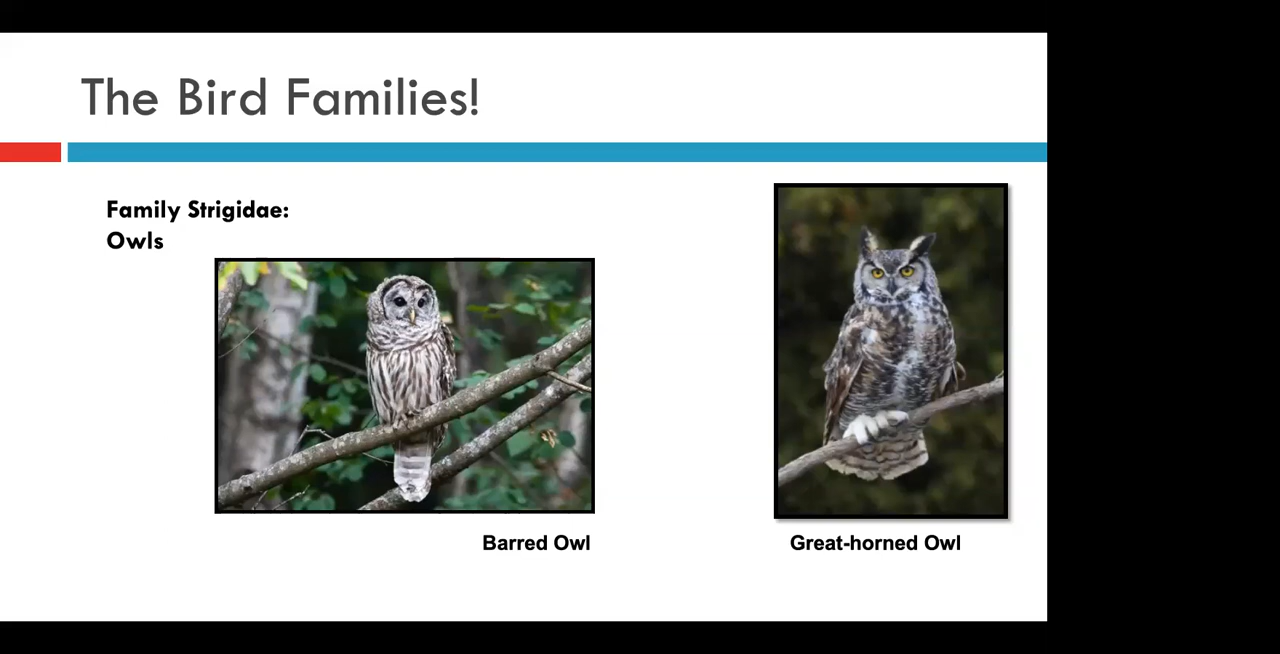 The Bird Families!
Family Strigidae:
Owls
Barred Owl
Great-horned Owl